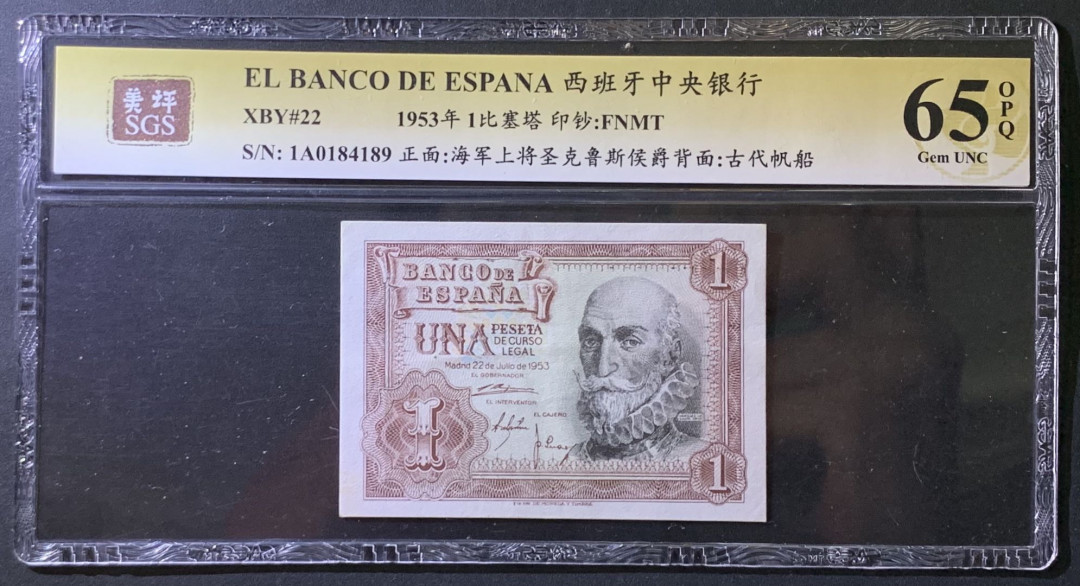 美评
SGS
EL BANCO DE ESPANA 西班牙中央银行
XBY#22 1953年 1比塞塔 印钞:FNMT
S/N: 1A0184189 正面:海军上将圣克鲁斯侯爵背面:古代帆船
65 OPQ
Gem UNC
BANCO DE
ESPAÑA
1
UNA PESETA
DE CURSO
LEGAL
Madrid 22 de Julio de 1953
EL GOBERNADOR
EL INTERVENTOR
EL CAJERO
1
1